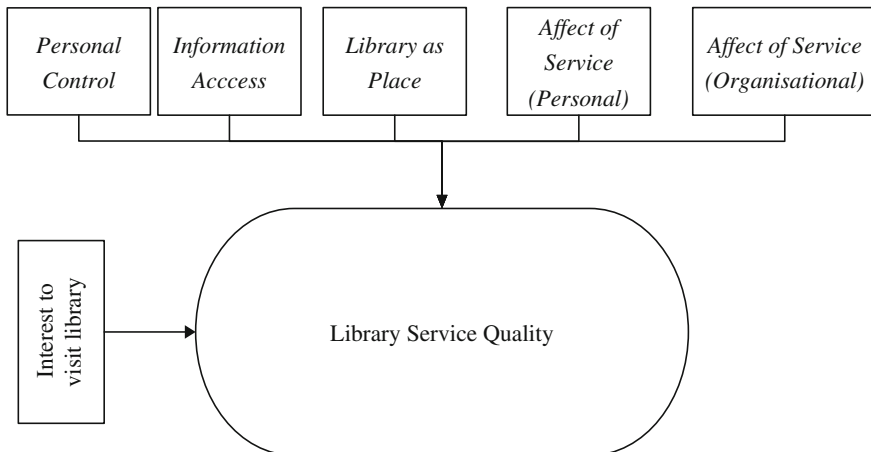 Personal
Control
Information
Acccess
Library as
Place
Affect of
Service
(Personal)
Affect of Service
(Organisational)
Interest to
visit library
Library Service Quality